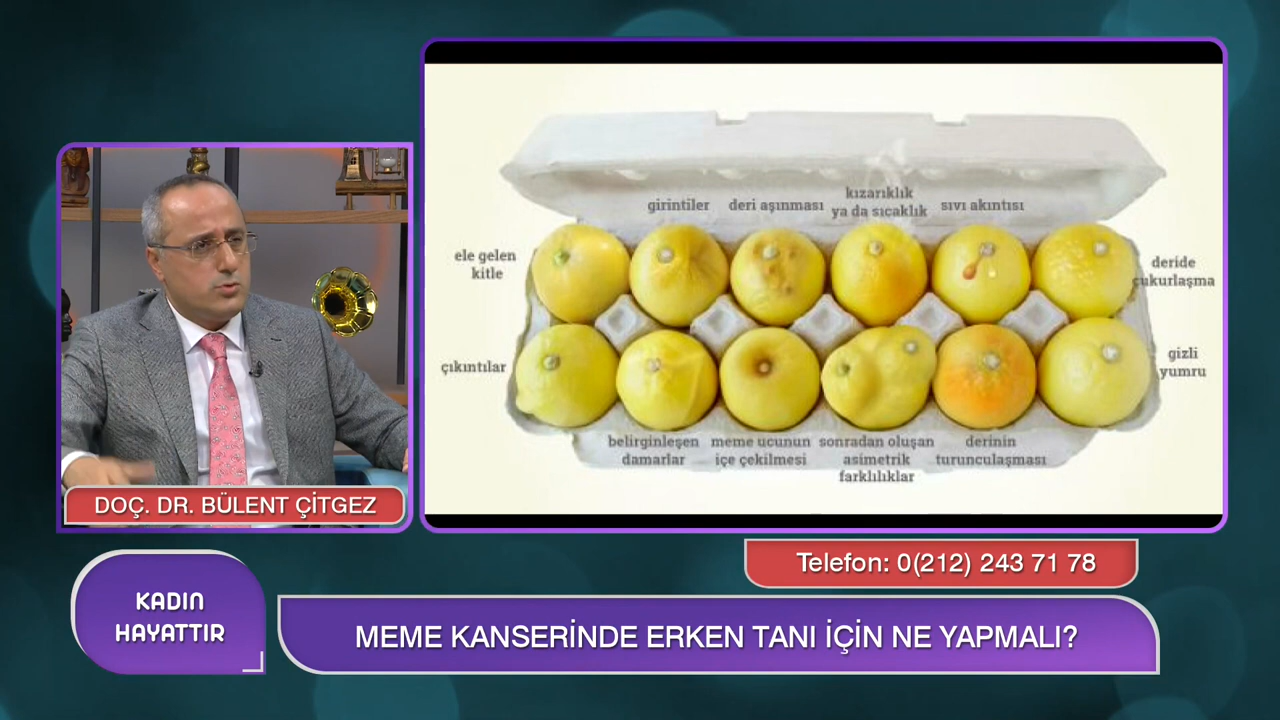 girintiler
deri aşınması
kızarıklık
ya da sıcaklık
sıvı akıntısı
ele gelen
kitle
deride
çukurlaşma
çıkıntılar
gizli
yumru
belirginleşen
damarlar
meme ucunun
içe çekilmesi
sonradan oluşan
asimetrik
farklılıklar
derinin
turunculaşması
DOÇ. DR. BÜLENT ÇİTGEZ
Telefon: 0(212) 243 71 78
KADIN
HAYATTIR
MEME KANSERİNDE ERKEN TANI İÇİN NE YAPMALI?